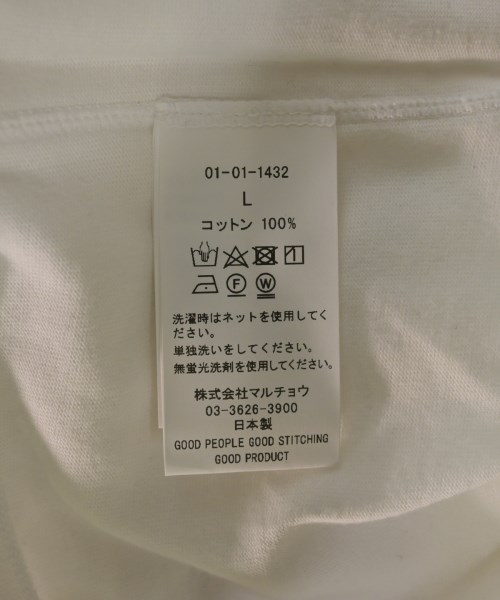 01-01-1432
L
コットン 100%
F W
洗濯時はネットを使用してく
ださい。
単独洗いをしてください。
無蛍光洗剤を使用してください。
株式会社マルチョウ
03-3626-3900
日本製
GOOD PEOPLE GOOD STITCHING
GOOD PRODUCT